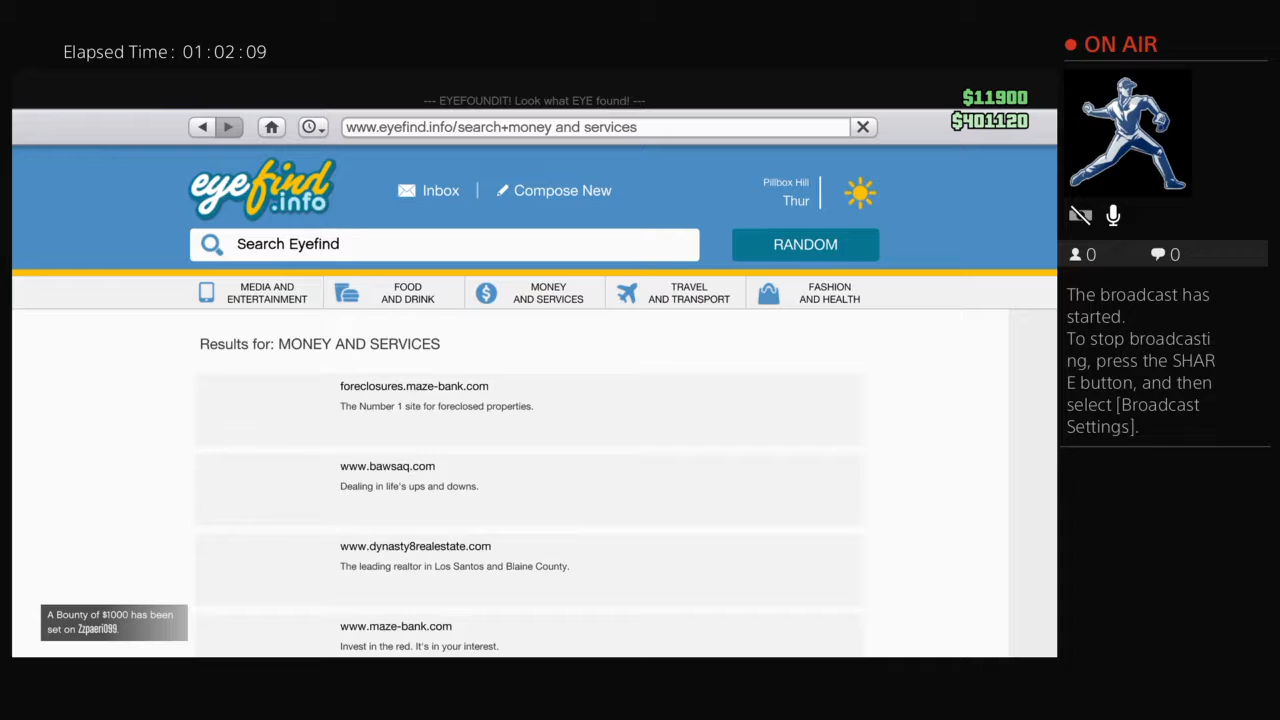 Elapsed Time: 01:02:09
ON AIR
--- EYEFOUNDIT! Look what EYE found! ---
$11900
$401120
www.eyefind.info/search+money and services
eyefind
.info
Inbox
Compose New
Pillbox Hill
Thur
Search Eyefind
RANDOM
0
0
MEDIA AND
ENTERTAINMENT
FOOD
AND DRINK
MONEY
AND SERVICES
TRAVEL
AND TRANSPORT
FASHION
AND HEALTH
The broadcast has
started.
To stop broadcasti
ng, press the SHAR
E button, and then
select [Broadcast
Settings].
Results for: MONEY AND SERVICES
foreclosures.maze-bank.com
The Number 1 site for foreclosed properties.
www.bawsaq.com
Dealing in life's ups and downs.
www.dynasty8realestate.com
The leading realtor in Los Santos and Blaine County.
www.maze-bank.com
Invest in the red. It's in your interest.
A Bounty of $1000 has been
set on Zzpaeri099.